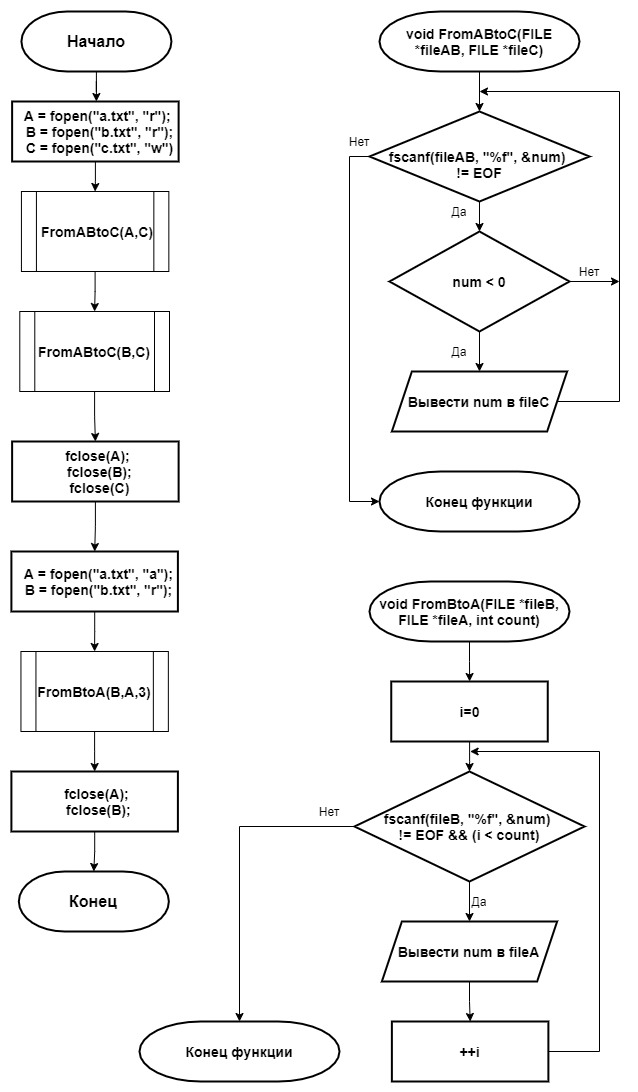 Начало
A = fopen("a.txt", "r");
B = fopen("b.txt", "r");
C = fopen("c.txt", "w")
FromABtoC(A,C)
FromABtoC(B,C)
fclose(A);
fclose(B);
fclose(C)
A = fopen("a.txt", "a");
B = fopen("b.txt", "r");
FromBtoA(B,A,3)
fclose(A);
fclose(B);
Конец
void FromABtoC(FILE
*fileAB, FILE *fileC)
Нет
fscanf(fileAB, "%f", &num)
!= EOF
Да
num < 0
Нет
Да
Вывести num в fileC
Конец функции
void FromBtoA(FILE *fileB,
FILE *fileA, int count)
i=0
Нет
fscanf(fileB, "%f", &num)
!= EOF && (i < count)
Да
Вывести num в fileA
++i
Конец функции